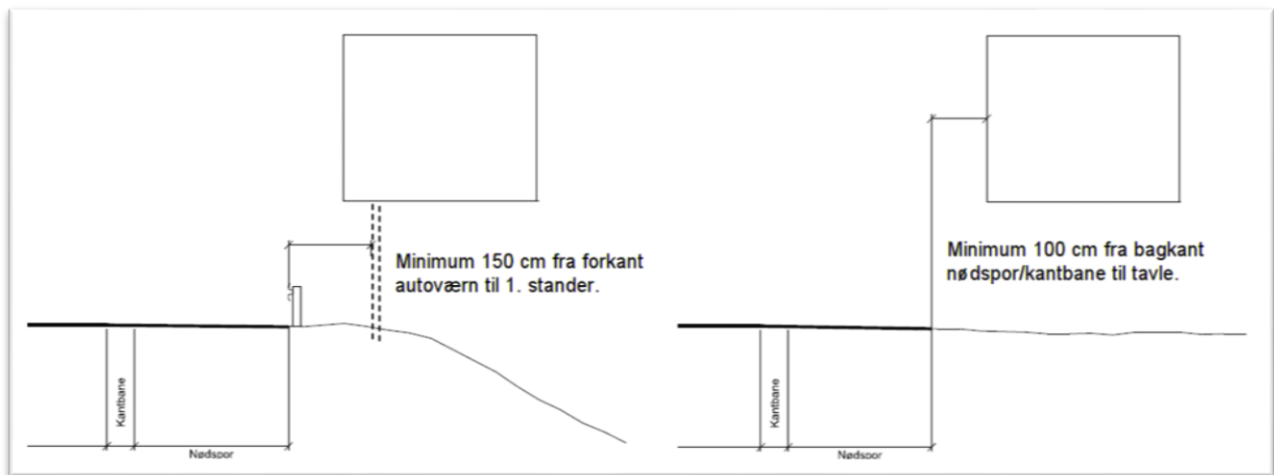 Minimum 150 cm fra forkant
autoværn til 1. stander.
Kantbane
Nødspor
Minimum 100 cm fra bagkant
nødspor/kantbane til tavle.
Kantbane
Nødspor